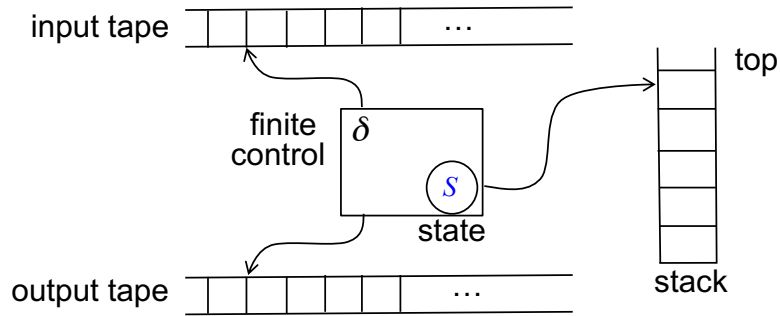 input tape
...
top
finite
control
δ
S
state
stack
output tape
...